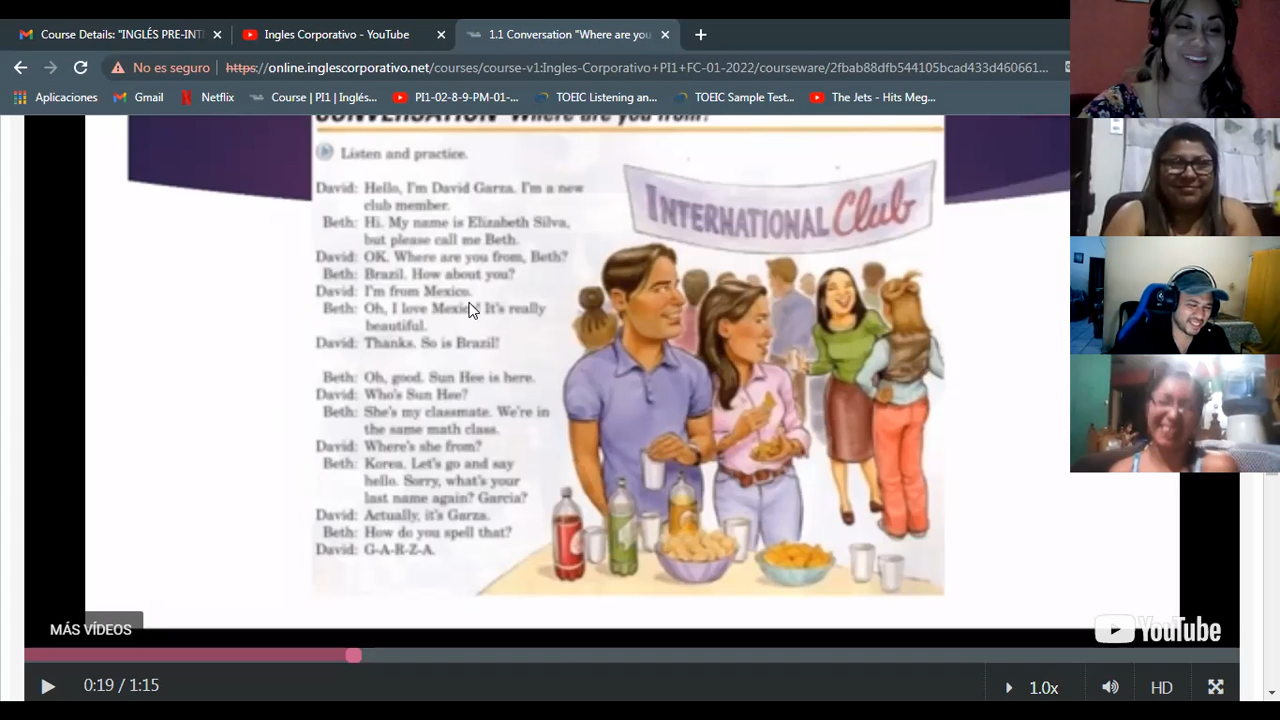 Course Details: "INGLÉS PRE-INT
Ingles Corporativo - YouTube
1.1 Conversation "Where are you
No es seguro
https://online.inglescorporativo.net/courses/course-v1:Ingles-Corporativo+PI1+FC-01-2022/courseware/2fbab88dfb544105bcad433d460661...
Aplicaciones
Gmail
Netflix
Course | PI1 | Inglés...
PI1-02-8-9-PM-01-...
TOEIC Listening an...
TOEIC Sample Test...
The Jets - Hits Meg...
CONVERSATION Where are you from?
Listen and practice.
David: Hello, I'm David Garza. I'm a new
club member.
Beth: Hi. My name is Elizabeth Silva,
but please call me Beth.
David: OK. Where are you from, Beth?
Beth: Brazil. How about you?
David: I'm from Mexico.
Beth: Oh, I love Mexico! It's really
beautiful.
David: Thanks. So is Brazil!
Beth: Oh, good. Sun Hee is here.
David: Who's Sun Hee?
Beth: She's my classmate. We're in
the same math class.
David: Where's she from?
Beth: Korea. Let's go and say
hello. Sorry, what's your
last name again? Garcia?
David: Actually, it's Garza.
Beth: How do you spell that?
David: G-A-R-Z-A.
INTERNATIONAL Club
MÁS VÍDEOS
YouTube
0:19 / 1:15
1.0x
HD